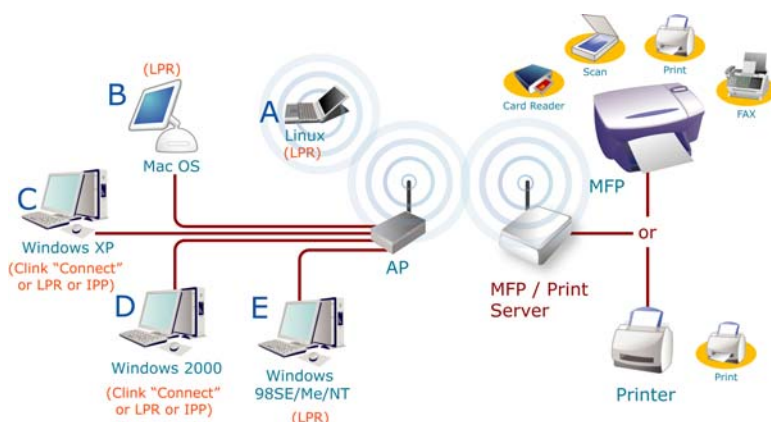 (LPR)
B
Mac OS
A
Linux
(LPR)
Scan
Print
Card Reader
FAX
MFP
C
Windows XP
(Clink “Connect”
or LPR or IPP)
AP
or
MFP / Print
Server
D
Windows 2000
(Clink “Connect”
or LPR or IPP)
E
Windows
98SE/Me/NT
(LPR)
Printer
Print